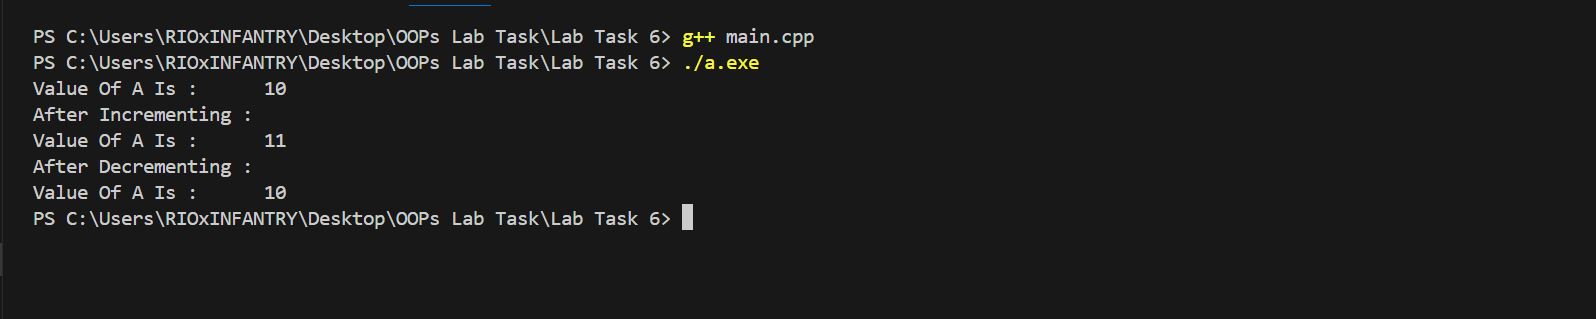 PS C:\Users\RIOxINFANTRY\Desktop\OOPs Lab Task\Lab Task 6> g++ main.cpp
PS C:\Users\RIOxINFANTRY\Desktop\OOPs Lab Task\Lab Task 6> ./a.exe
Value Of A Is :      10
After Incrementing :
Value Of A Is :      11
After Decrementing :
Value Of A Is :      10
PS C:\Users\RIOxINFANTRY\Desktop\OOPs Lab Task\Lab Task 6>